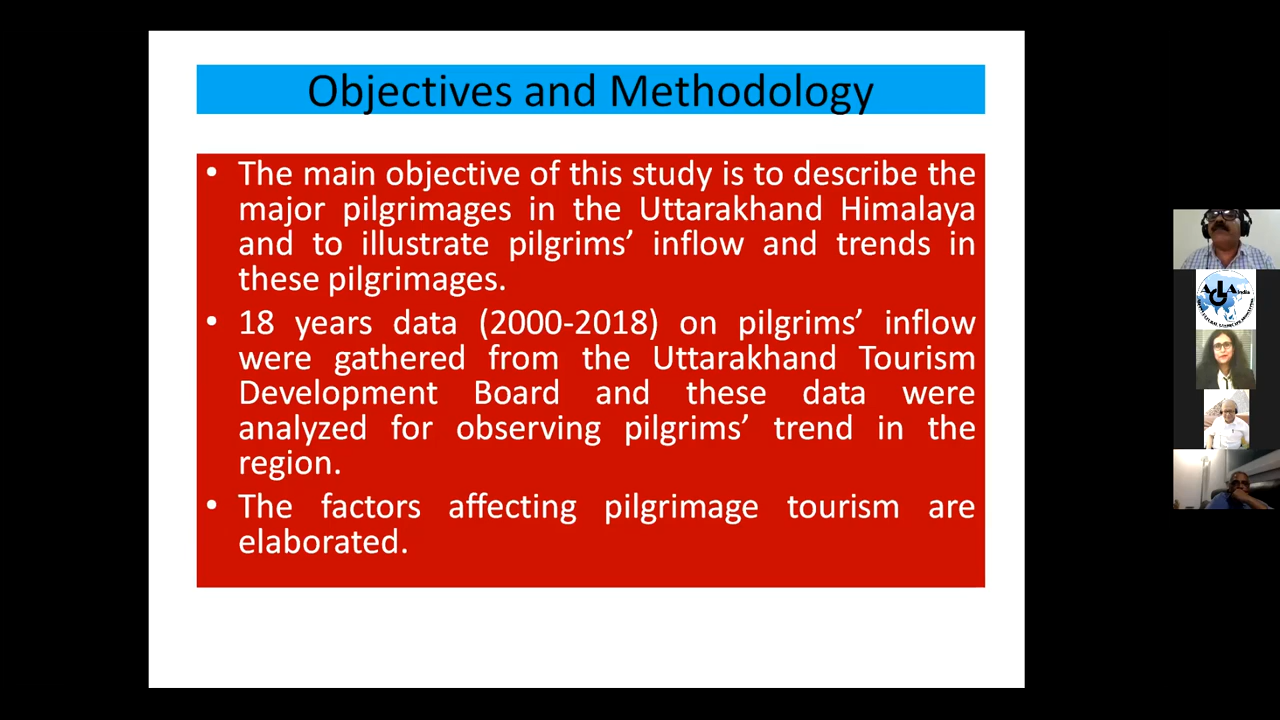 Objectives and Methodology
• The main objective of this study is to describe the
major pilgrimages in the Uttarakhand Himalaya
and to illustrate pilgrims’ inflow and trends in
these pilgrimages.
• 18 years data (2000-2018) on pilgrims’ inflow
were gathered from the Uttarakhand Tourism
Development Board and these data were
analyzed for observing pilgrims’ trend in the
region.
• The factors affecting pilgrimage tourism are
elaborated.
India